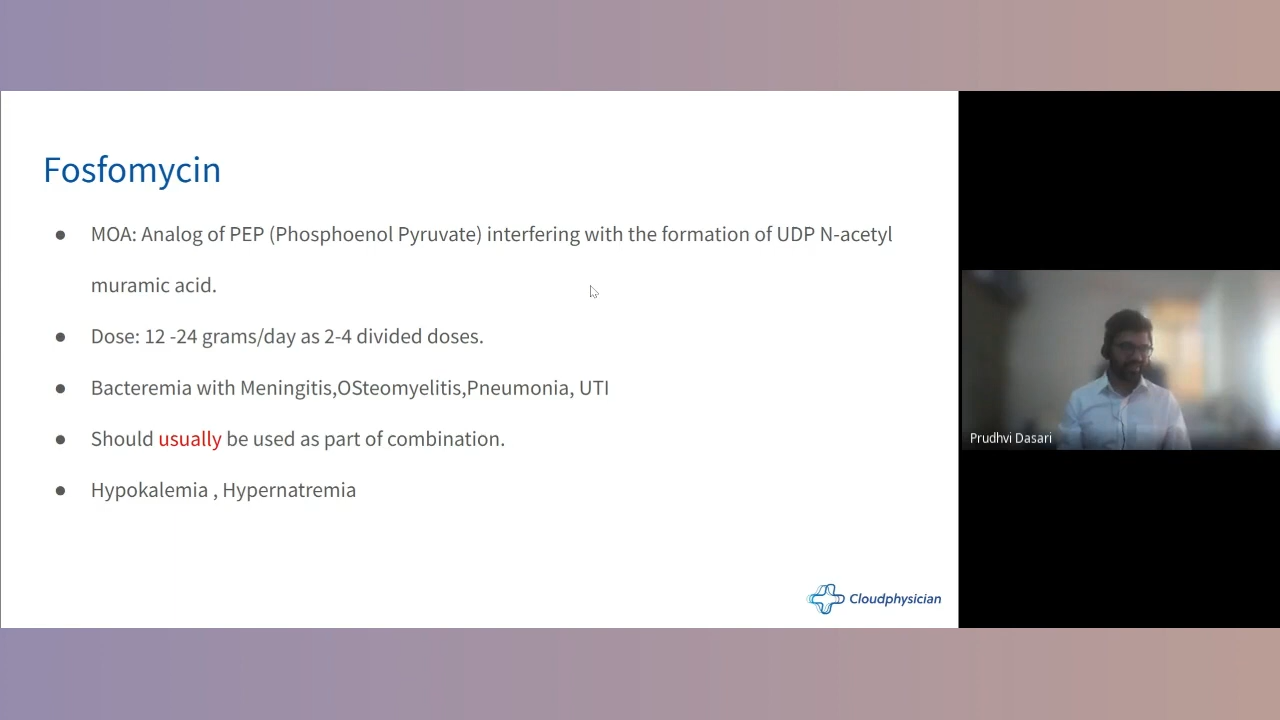 Fosfomycin
● MOA: Analog of PEP (Phosphoenol Pyruvate) interfering with the formation of UDP N-acetyl
muramic acid.
● Dose: 12 -24 grams/day as 2-4 divided doses.
● Bacteremia with Meningitis,OSteomyelitis,Pneumonia, UTI
● Should usually be used as part of combination.
● Hypokalemia , Hypernatremia
Cloudphysician
Prudhvi Dasari